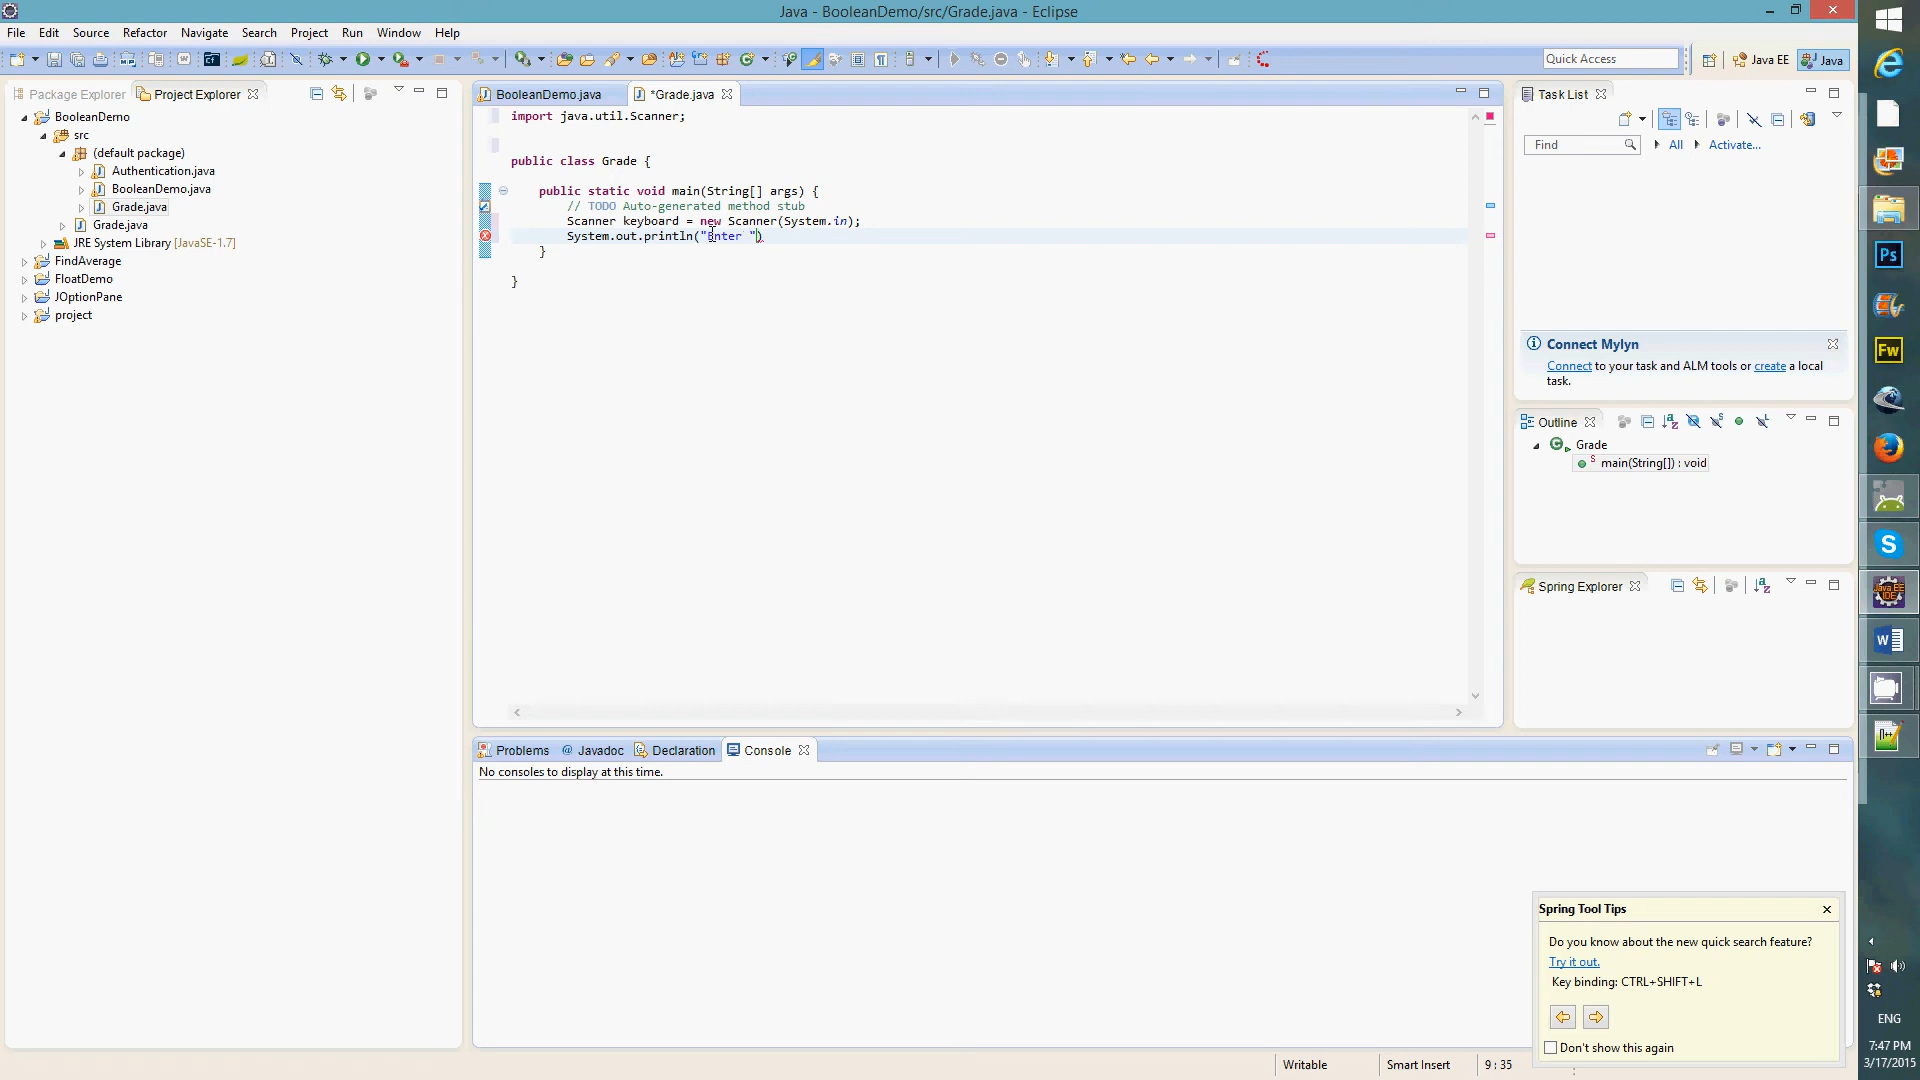 Java - BooleanDemo/src/Grade.java - Eclipse
File Edit Source Refactor Navigate Search Project Run Window Help
Quick Access
Java EE
Java
Package Explorer
Project Explorer
BooleanDemo
src
(default package)
Authentication.java
BooleanDemo.java
Grade.java
Grade.java
JRE System Library [JavaSE-1.7]
FindAverage
FloatDemo
JOptionPane
project
BooleanDemo.java
*Grade.java
import java.util.Scanner;
public class Grade {
public static void main(String[] args) {
// TODO Auto-generated method stub
Scanner keyboard = new Scanner(System.in);
System.out.println("Enter ")
}
}
Task List
Find
All
Activate...
Connect Mylyn
Connect to your task and ALM tools or create a local
task.
Outline
Grade
main(String[]) : void
Spring Explorer
Problems
@ Javadoc
Declaration
Console
No consoles to display at this time.
Spring Tool Tips
Do you know about the new quick search feature?
Try it out.
Key binding: CTRL+SHIFT+L
Don't show this again
Writable
Smart Insert
9 : 35
Ps
Fw
ENG
7:47 PM
3/17/2015